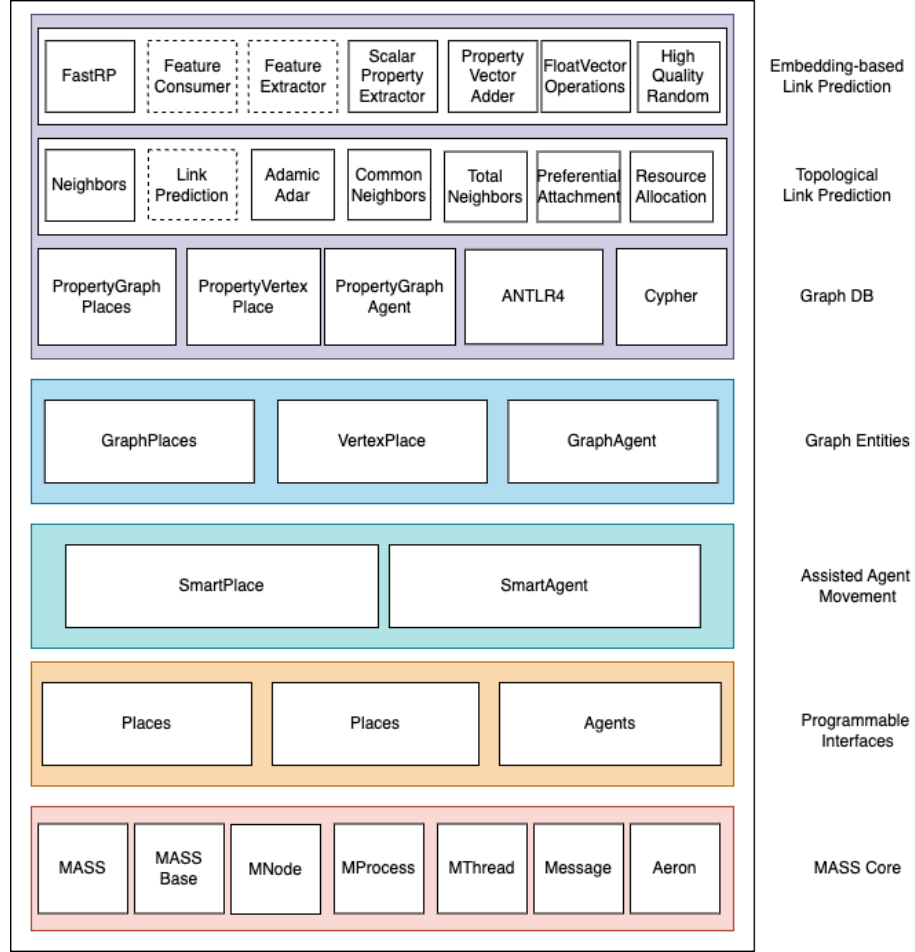 FastRP
Feature
Consumer
Feature
Extractor
Scalar
Property
Extractor
Property
Vector
Adder
FloatVector
Operations
High
Quality
Random
Embedding-based
Link Prediction
Neighbors
Link
Prediction
Adamic
Adar
Common
Neighbors
Total
Neighbors
Preferential
Attachment
Resource
Allocation
Topological
Link Prediction
PropertyGraph
Places
PropertyVertex
Place
PropertyGraph
Agent
ANTLR4
Cypher
Graph DB
GraphPlaces
VertexPlace
GraphAgent
Graph Entities
SmartPlace
SmartAgent
Assisted Agent
Movement
Places
Places
Agents
Programmable
Interfaces
MASS
MASS
Base
MNode
MProcess
MThread
Message
Aeron
MASS Core